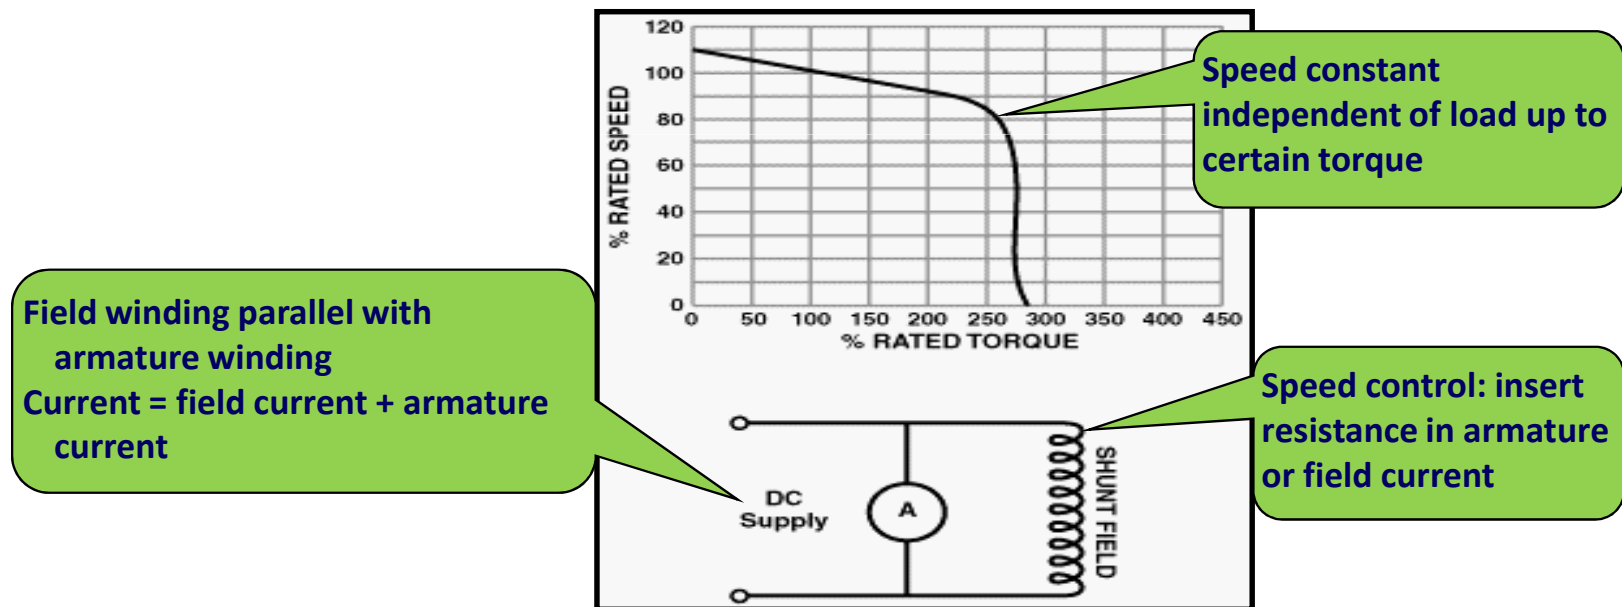 120
100
80
60
40
20
0
% RATED SPEED
0 50 100 150 200 250 300 350 400 450
% RATED TORQUE
Speed constant
independent of load up to
certain torque
Field winding parallel with
armature winding
Current = field current + armature
current
Speed control: insert
resistance in armature
or field current
DC
Supply
A
SHUNT FIELD